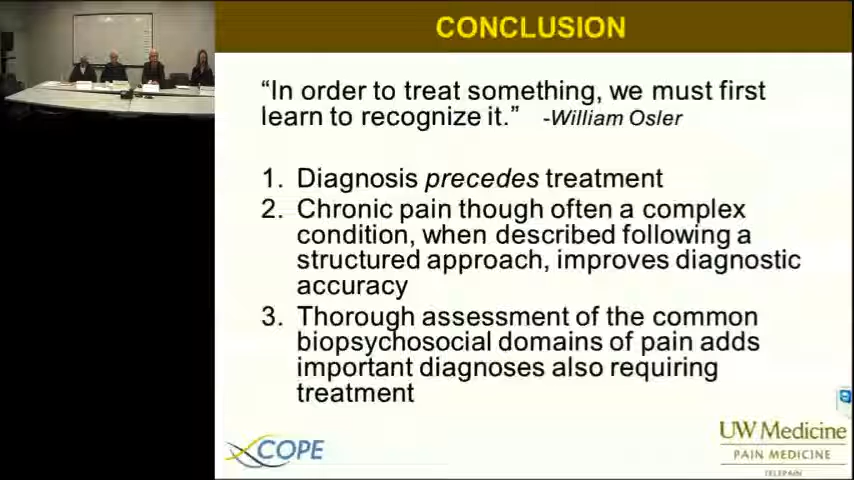 CONCLUSION
“In order to treat something, we must first
learn to recognize it.” -William Osler
1. Diagnosis precedes treatment
2. Chronic pain though often a complex
condition, when described following a
structured approach, improves diagnostic
accuracy
3. Thorough assessment of the common
biopsychosocial domains of pain adds
important diagnoses also requiring
treatment
COPE
UW Medicine
PAIN MEDICINE
TELEPAIN